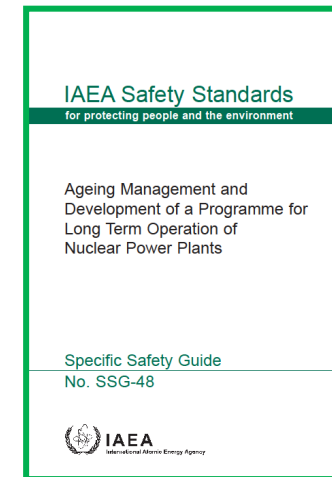 IAEA Safety Standards
for protecting people and the environment
Ageing Management and
Development of a Programme for
Long Term Operation of
Nuclear Power Plants
Specific Safety Guide
No. SSG-48
IAEA
International Atomic Energy Agency